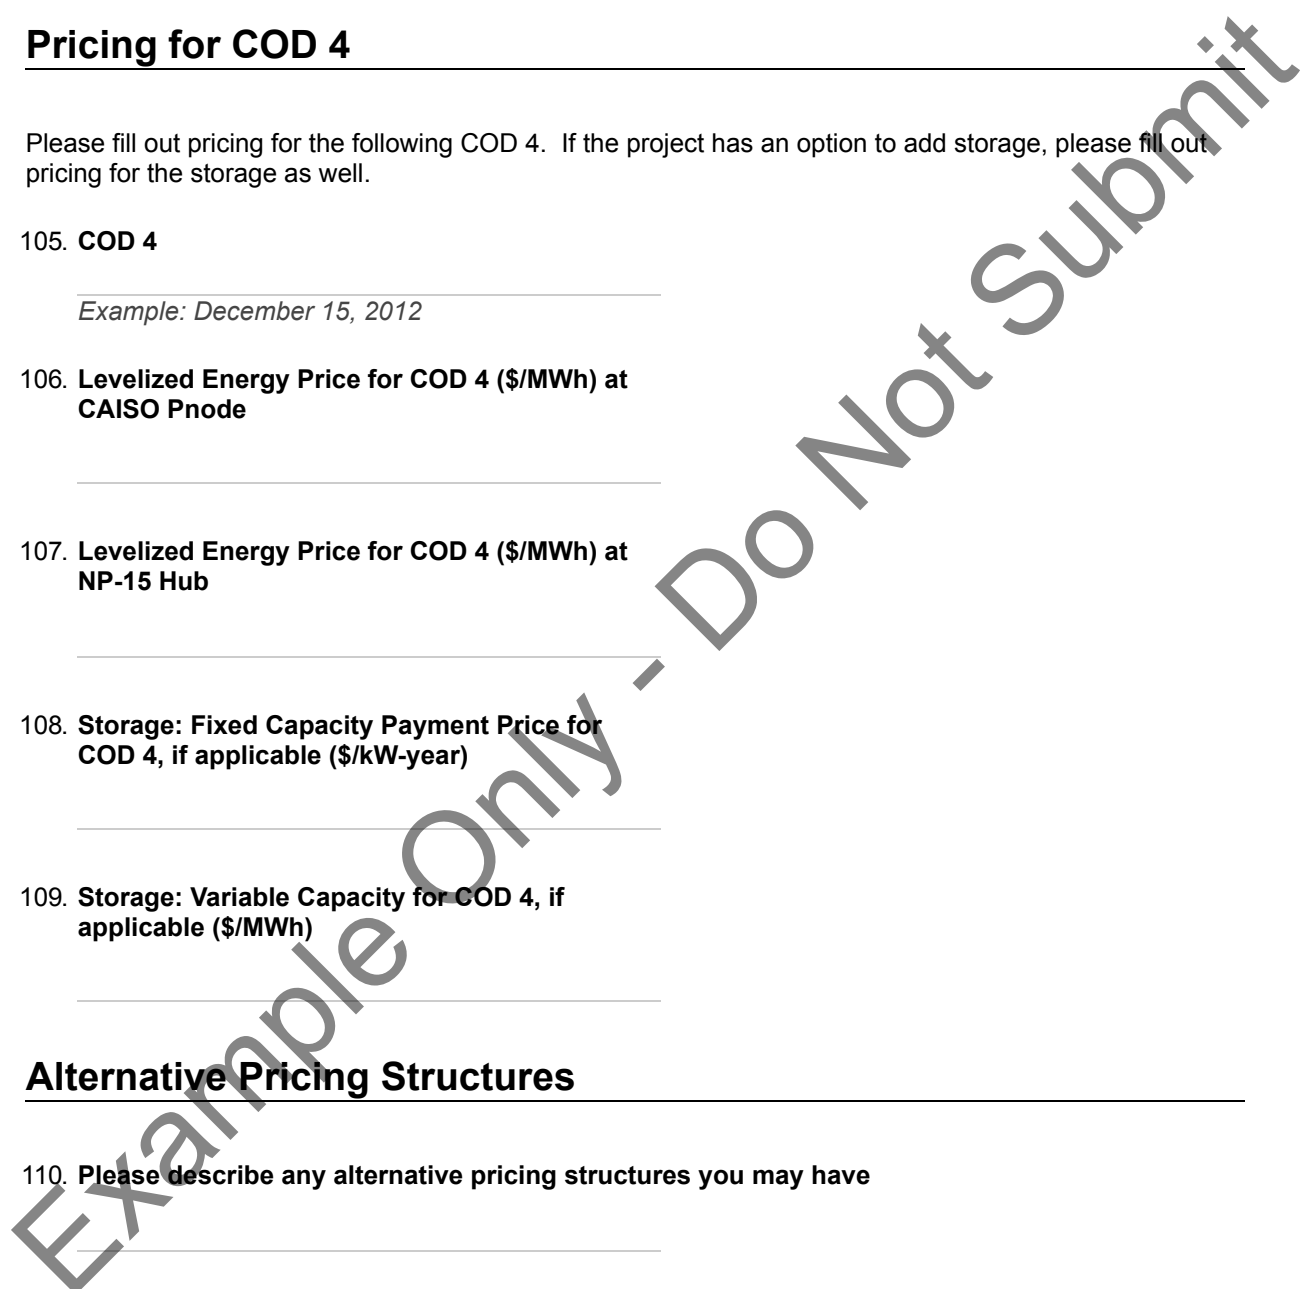 Pricing for COD 4
Please fill out pricing for the following COD 4.  If the project has an option to add storage, please fill out
pricing for the storage as well.
105. COD 4
Example: December 15, 2012
106. Levelized Energy Price for COD 4 ($/MWh) at
CAISO Pnode
107. Levelized Energy Price for COD 4 ($/MWh) at
NP-15 Hub
108. Storage: Fixed Capacity Payment Price for
COD 4, if applicable ($/kW-year)
109. Storage: Variable Capacity for COD 4, if
applicable ($/MWh)
Alternative Pricing Structures
110. Please describe any alternative pricing structures you may have
Example Only - Do Not Submit